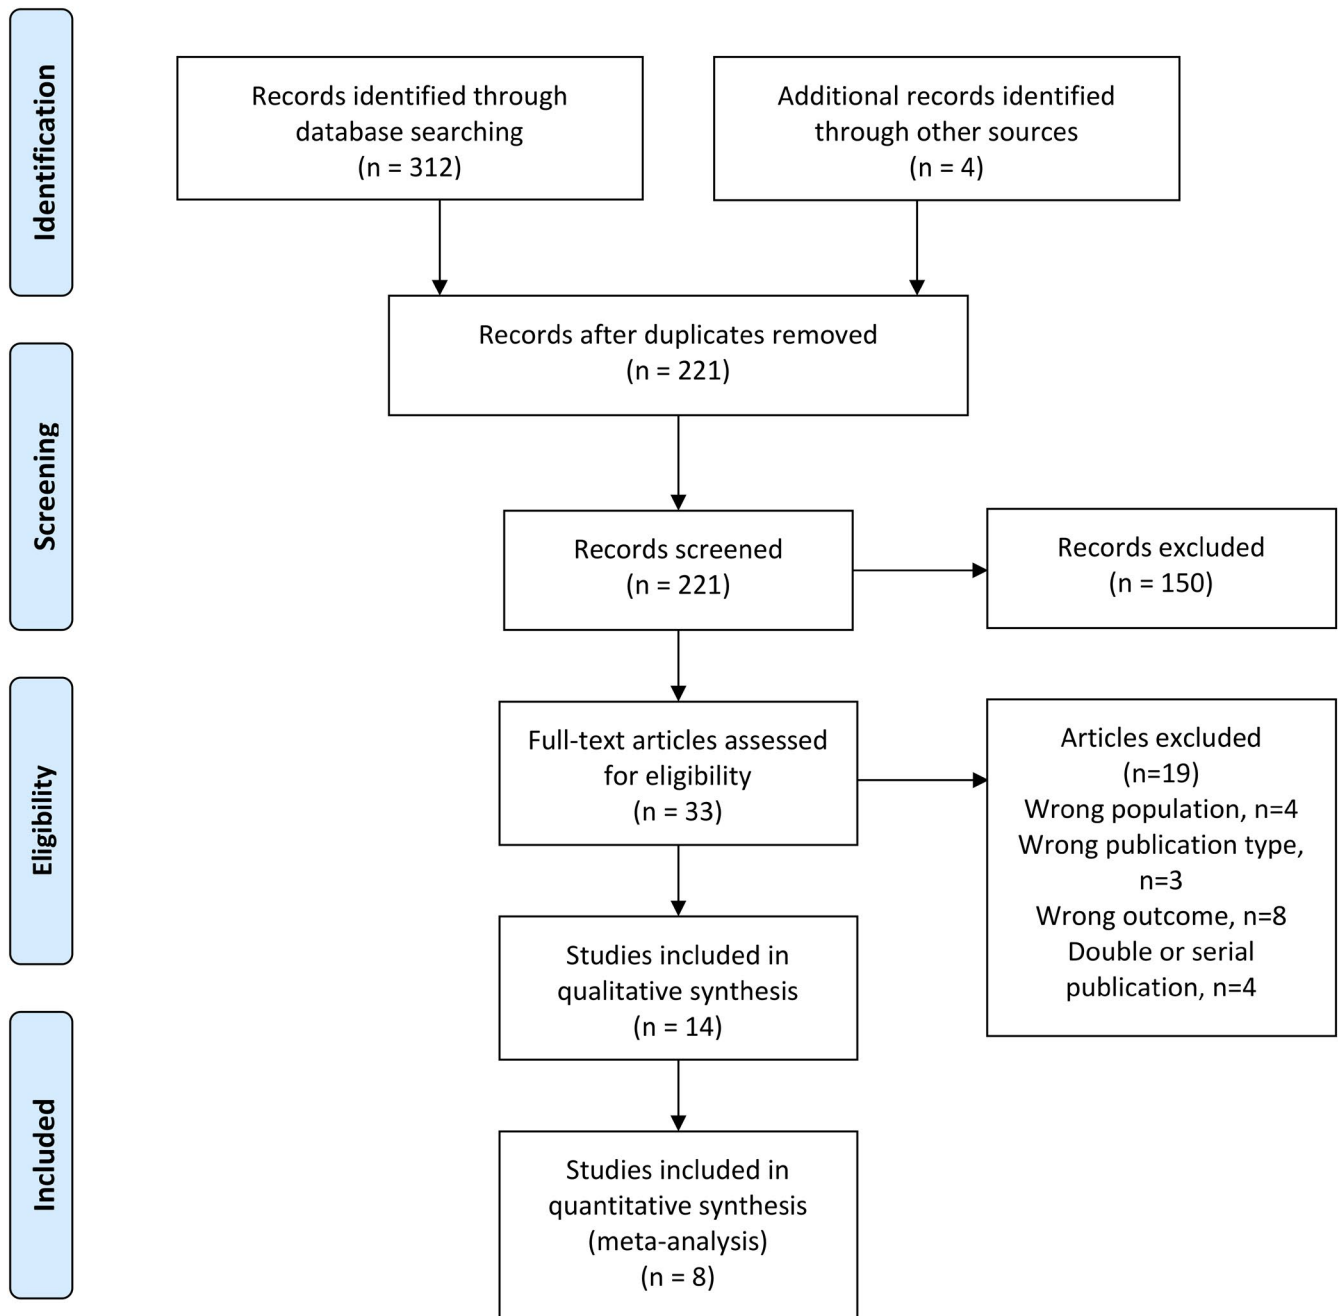 Identification
Records identified through
database searching
(n = 312)
Additional records identified
through other sources
(n = 4)
Records after duplicates removed
(n = 221)
Screening
Records screened
(n = 221)
Records excluded
(n = 150)
Eligibility
Full-text articles assessed
for eligibility
(n = 33)
Articles excluded
(n=19)
Wrong population, n=4
Wrong publication type,
n=3
Wrong outcome, n=8
Double or serial
publication, n=4
Studies included in
qualitative synthesis
(n = 14)
Included
Studies included in
quantitative synthesis
(meta-analysis)
(n = 8)